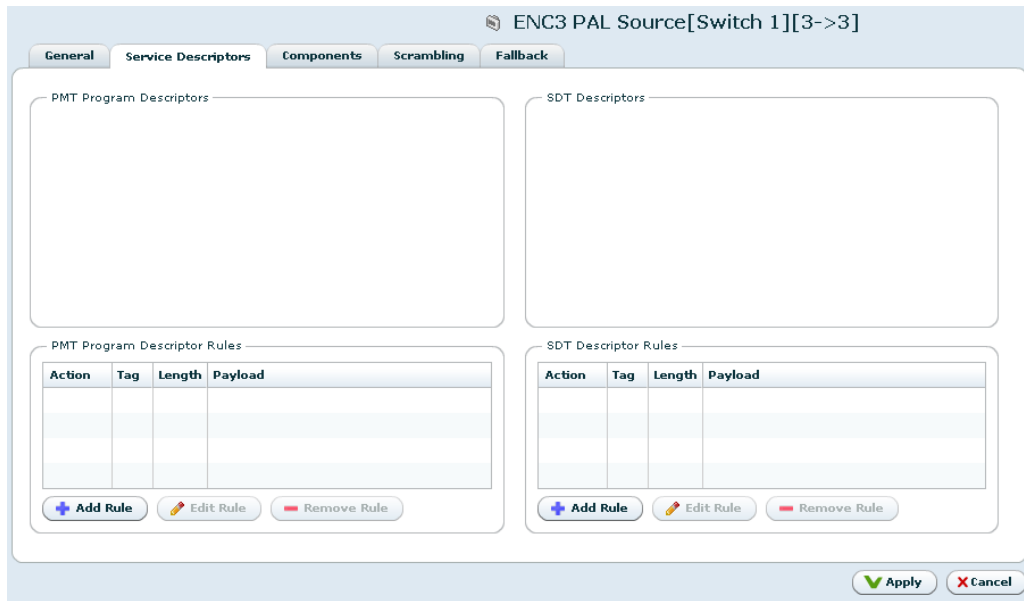 ENC3 PAL Source[Switch 1][3->3]
General Service Descriptors Components Scrambling Fallback
PMT Program Descriptors
SDT Descriptors
PMT Program Descriptor Rules
Action Tag Length Payload
Add Rule Edit Rule Remove Rule
SDT Descriptor Rules
Action Tag Length Payload
Add Rule Edit Rule Remove Rule
Apply Cancel